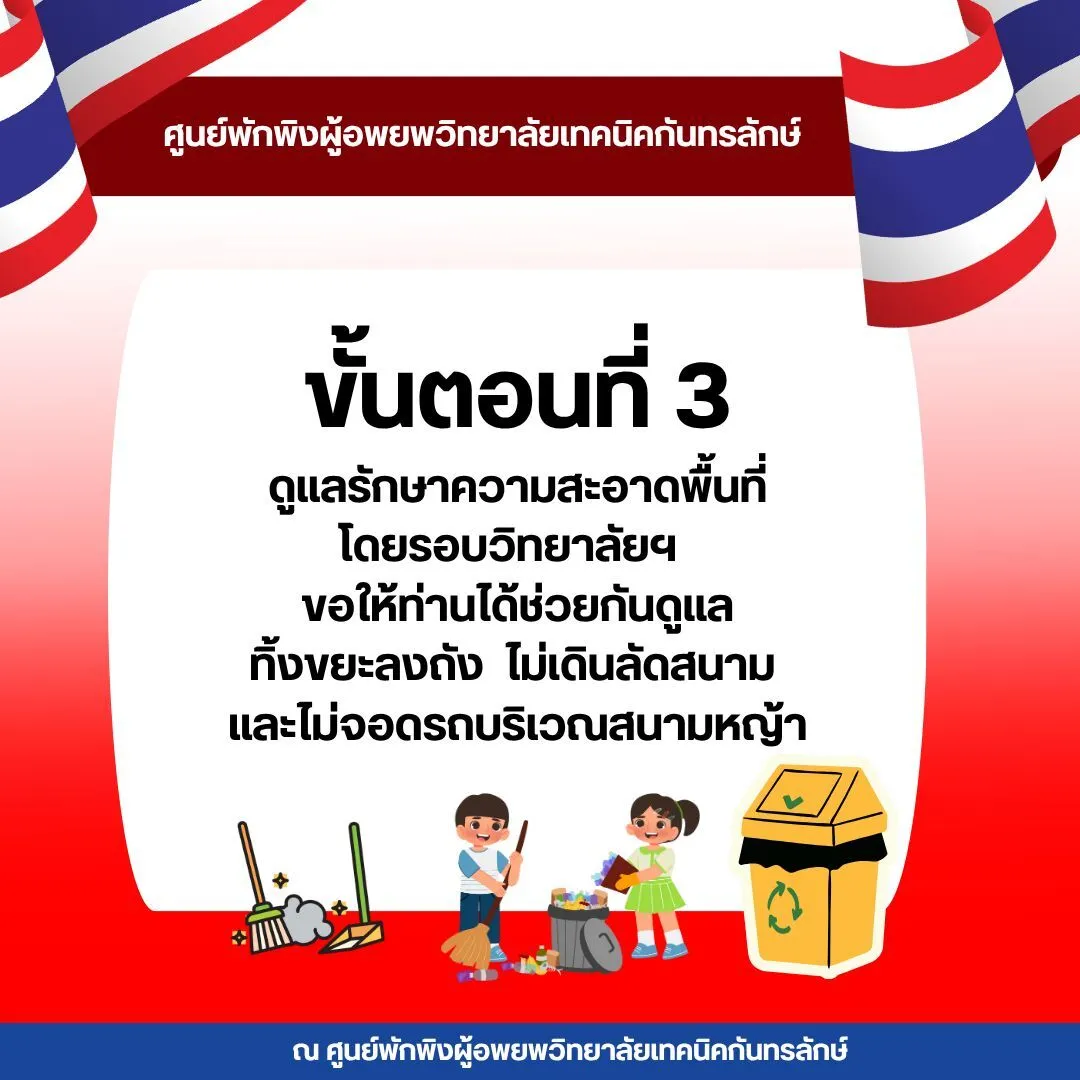 ศูนย์พักพิงผู้อพยพวิทยาลัยเทคนิคกันทรลักษ์
ขั้นตอนที่ 3
ดูแลรักษาความสะอาดพื้นที่
โดยรอบวิทยาลัยฯ
ขอให้ท่านได้ช่วยกันดูแล
ทิ้งขยะลงถัง ไม่เดินลัดสนาม
และไม่จอดรถบริเวณสนามหญ้า
ณ ศูนย์พักพิงผู้อพยพวิทยาลัยเทคนิคกันทรลักษ์